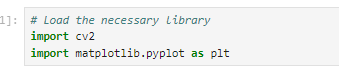 1]: # Load the necessary library
import cv2
import matplotlib.pyplot as plt